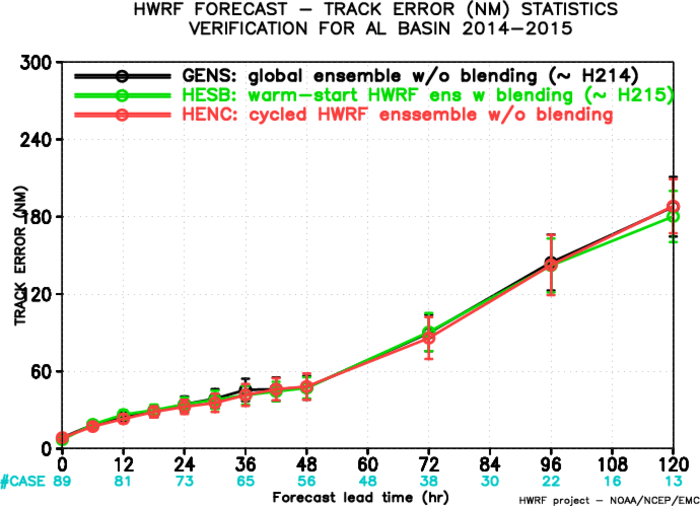 HWRF FORECAST – TRACK ERROR (NM) STATISTICS
VERIFICATION FOR AL BASIN 2014–2015
GENS: global ensemble w/o blending (~ H214)
HESB: warm–start HWRF ens w blending (~ H215)
HENC: cycled HWRF enssemble w/o blending
300
240
180
120
60
0
TRACK ERROR (NM)
0 12 24 36 48 60 72 84 96 108 120
#CASE 89 81 73 65 56 48 38 30 22 16 13
Forecast lead time (hr)
HWRF project – NOAA/NCEP/EMC